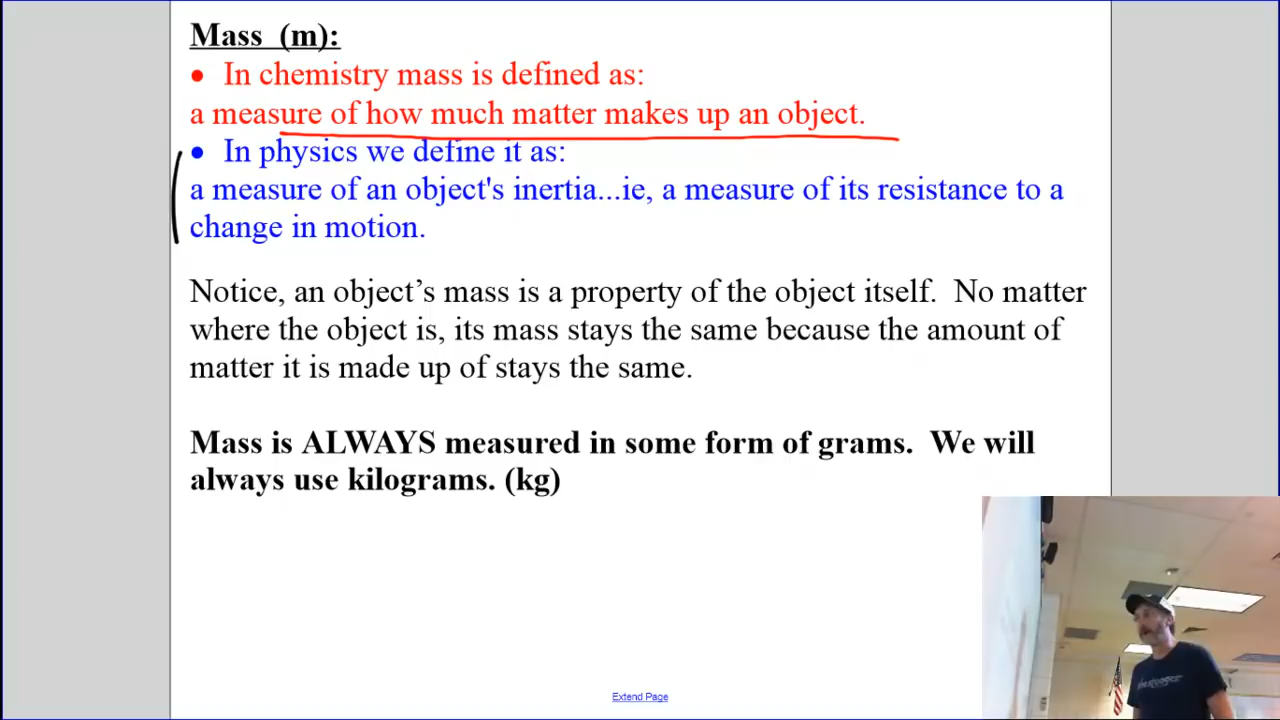 Mass (m):
• In chemistry mass is defined as:
a measure of how much matter makes up an object.
• In physics we define it as:
a measure of an object's inertia...ie, a measure of its resistance to a
change in motion.
Notice, an object’s mass is a property of the object itself. No matter
where the object is, its mass stays the same because the amount of
matter it is made up of stays the same.
Mass is ALWAYS measured in some form of grams. We will
always use kilograms. (kg)
Extend Page